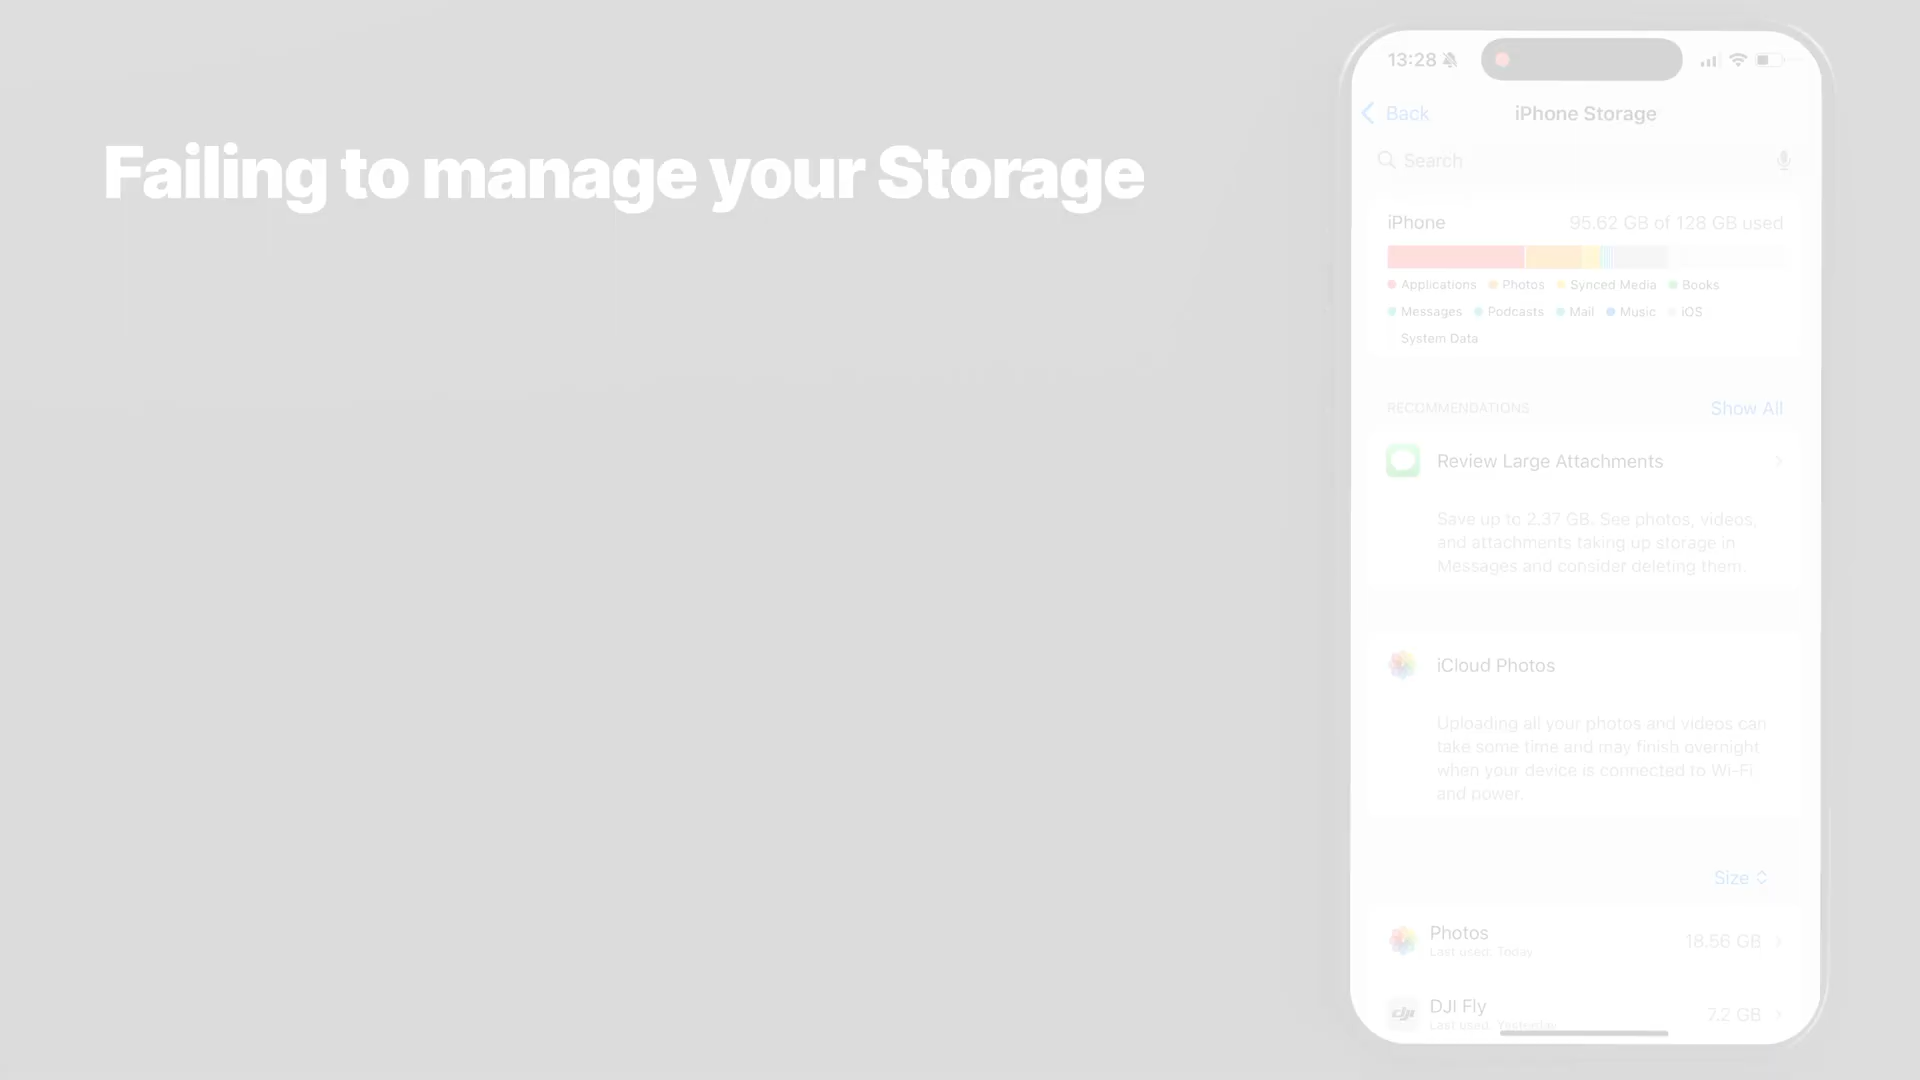 Failing to manage your Storage
13:28
Back
iPhone Storage
Search
iPhone
95.62 GB of 128 GB used
Applications
Photos
Synced Media
Books
Messages
Podcasts
Mail
Music
iOS
System Data
RECOMMENDATIONS
Show All
Review Large Attachments
Save up to 2.37 GB. See photos, videos,
and attachments taking up storage in
Messages and consider deleting them.
iCloud Photos
Uploading all your photos and videos can
take some time and may finish overnight
when your device is connected to Wi-Fi
and power.
Size
Photos
Last used: Today
18.56 GB
dji
DJI Fly
Last used: Yesterday
7.2 GB